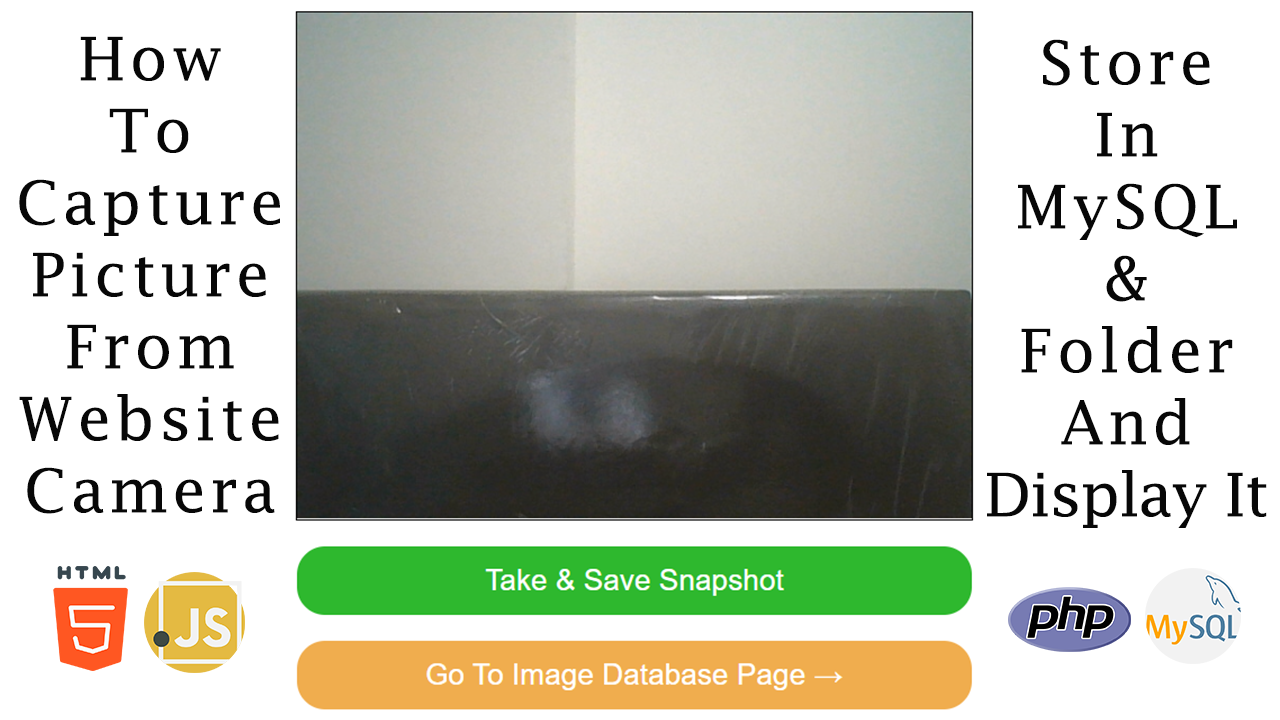 How
To
Capture
Picture
From
Website
Camera
Store
In
MySQL
&
Folder
And
Display It
Take & Save Snapshot
Go To Image Database Page →
HTML
5
JS
php
MySQL